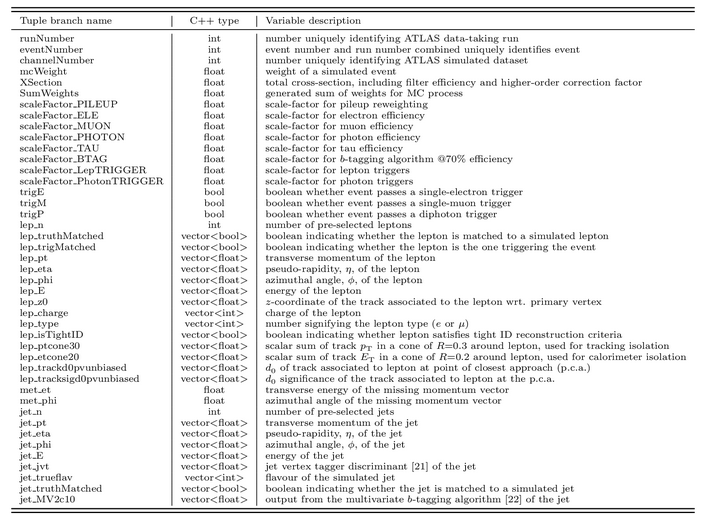 Tuple branch name C++ type Variable description
runNumber int number uniquely identifying ATLAS data-taking run
eventNumber int event number and run number combined uniquely identifies event
channelNumber int number uniquely identifying ATLAS simulated dataset
mcWeight float weight of a simulated event
XSection float total cross-section, including filter efficiency and higher-order correction factor
SumWeights float generated sum of weights for MC process
scaleFactor_PILEUP float scale-factor for pileup reweighting
scaleFactor_ELE float scale-factor for electron efficiency
scaleFactor_MUON float scale-factor for muon efficiency
scaleFactor_PHOTON float scale-factor for photon efficiency
scaleFactor_TAU float scale-factor for tau efficiency
scaleFactor_BTAG float scale-factor for b-tagging algorithm @70% efficiency
scaleFactor_LepTRIGGER float scale-factor for lepton triggers
scaleFactor_PhotonTRIGGER float scale-factor for photon triggers
trigE bool boolean whether event passes a single-electron trigger
trigM bool boolean whether event passes a single-muon trigger
trigP bool boolean whether event passes a diphoton trigger
lep_n int number of pre-selected leptons
lep_truthMatched vector<bool> boolean indicating whether the lepton is matched to a simulated lepton
lep_trigMatched vector<bool> boolean indicating whether the lepton is the one triggering the event
lep_pt vector<float> transverse momentum of the lepton
lep_eta vector<float> pseudo-rapidity, η, of the lepton
lep_phi vector<float> azimuthal angle, ϕ, of the lepton
lep_E vector<float> energy of the lepton
lep_z0 vector<float> z-coordinate of the track associated to the lepton wrt. primary vertex
lep_charge vector<int> charge of the lepton
lep_type vector<int> number signifying the lepton type (e or μ)
lep_isTightID vector<bool> boolean indicating whether lepton satisfies tight ID reconstruction criteria
lep_ptcone30 vector<float> scalar sum of track pT in a cone of R=0.3 around lepton, used for tracking isolation
lep_etcone20 vector<float> scalar sum of track ET in a cone of R=0.2 around lepton, used for calorimeter isolation
lep_trackd0pvunbiased vector<float> d0 of track associated to lepton at point of closest approach (p.c.a.)
lep_tracksigd0pvunbiased vector<float> d0 significance of the track associated to lepton at the p.c.a.
met_et float transverse energy of the missing momentum vector
met_phi float azimuthal angle of the missing momentum vector
jet_n int number of pre-selected jets
jet_pt vector<float> transverse momentum of the jet
jet_eta vector<float> pseudo-rapidity, η, of the jet
jet_phi vector<float> azimuthal angle, ϕ, of the jet
jet_E vector<float> energy of the jet
jet_jvt vector<float> jet vertex tagger discriminant [21] of the jet
jet_trueflav vector<int> flavour of the simulated jet
jet_truthMatched vector<bool> boolean indicating whether the jet is matched to a simulated jet
jet_MV2c10 vector<float> output from the multivariate b-tagging algorithm [22] of the jet